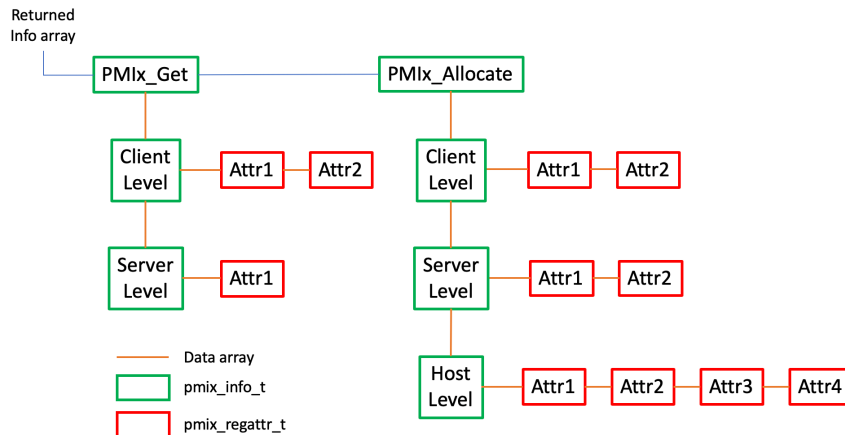 Returned
Info array
PMIx_Get
PMIx_Allocate
Client
Level
Attr1
Attr2
Client
Level
Attr1
Attr2
Server
Level
Attr1
Server
Level
Attr1
Attr2
Data array
pmix_info_t
pmix_regattr_t
Host
Level
Attr1
Attr2
Attr3
Attr4